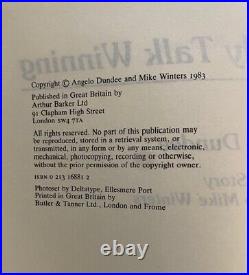 y Talk Winning
Copyright © Angelo Dundee and Mike Winters 1983
Published in Great Britain by
Arthur Barker Ltd
91 Clapham High Street
London SW4 7TA
All rights reserved. No part of this publication may
be reproduced, stored in a retrieval system, or
transmitted, in any form or by any means, electronic,
mechanical, photocopying, recording or otherwise,
without the prior permission of the copyright owner.
ISBN 0 213 16881 2
Du
Story
Mike Winters
Photoset by Deltatype, Ellesmere Port
Printed in Great Britain by
Butler & Tanner Ltd., London and Frome